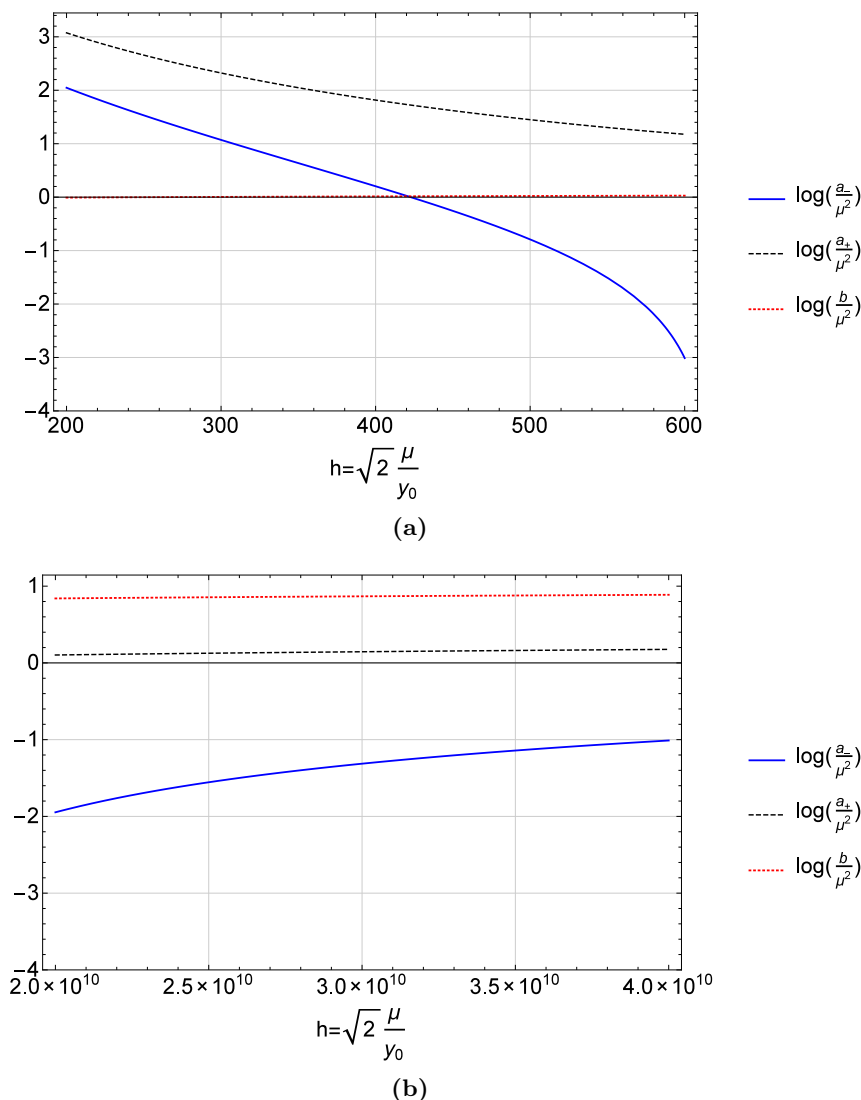 3
2
1
0
−1
−2
−3
−4
200 300 400 500 600
h=√2 μ/y₀
log(a₋/μ²)
log(a₊/μ²)
log(b/μ²)
(a)
1
0
−1
−2
−3
−4
2.0×10¹⁰ 2.5×10¹⁰ 3.0×10¹⁰ 3.5×10¹⁰ 4.0×10¹⁰
h=√2 μ/y₀
log(a₋/μ²)
log(a₊/μ²)
log(b/μ²)
(b)